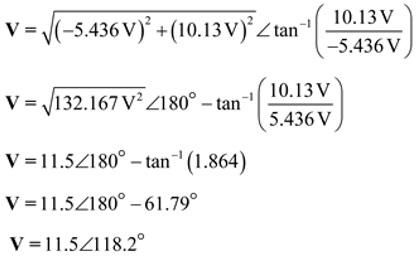 V = √((−5.436 V)² + (10.13 V)²) ∠ tan⁻¹(10.13 V / −5.436 V)
V = √(132.167 V²) ∠180° − tan⁻¹(10.13 V / 5.436 V)
V = 11.5∠180° − tan⁻¹(1.864)
V = 11.5∠180° − 61.79°
V = 11.5∠118.2°